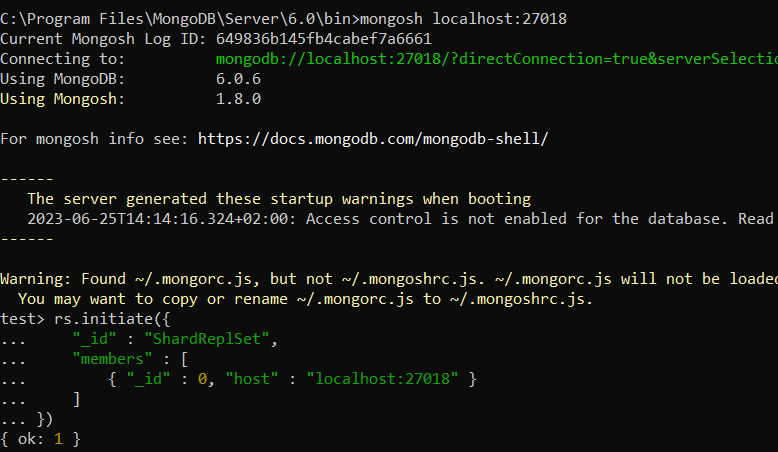 C:\Program Files\MongoDB\Server\6.0\bin>mongosh localhost:27018
Current Mongosh Log ID: 649836b145fb4cabef7a6661
Connecting to:          mongodb://localhost:27018/?directConnection=true&serverSelectio
Using MongoDB:          6.0.6
Using Mongosh:          1.8.0

For mongosh info see: https://docs.mongodb.com/mongodb-shell/

------
   The server generated these startup warnings when booting
   2023-06-25T14:14:16.324+02:00: Access control is not enabled for the database. Read
------

Warning: Found ~/.mongorc.js, but not ~/.mongoshrc.js. ~/.mongorc.js will not be loaded
  You may want to copy or rename ~/.mongorc.js to ~/.mongoshrc.js.
test> rs.initiate({
...     "_id" : "ShardReplSet",
...     "members" : [
...        { "_id" : 0, "host" : "localhost:27018" }
...     ]
... })
{ ok: 1 }